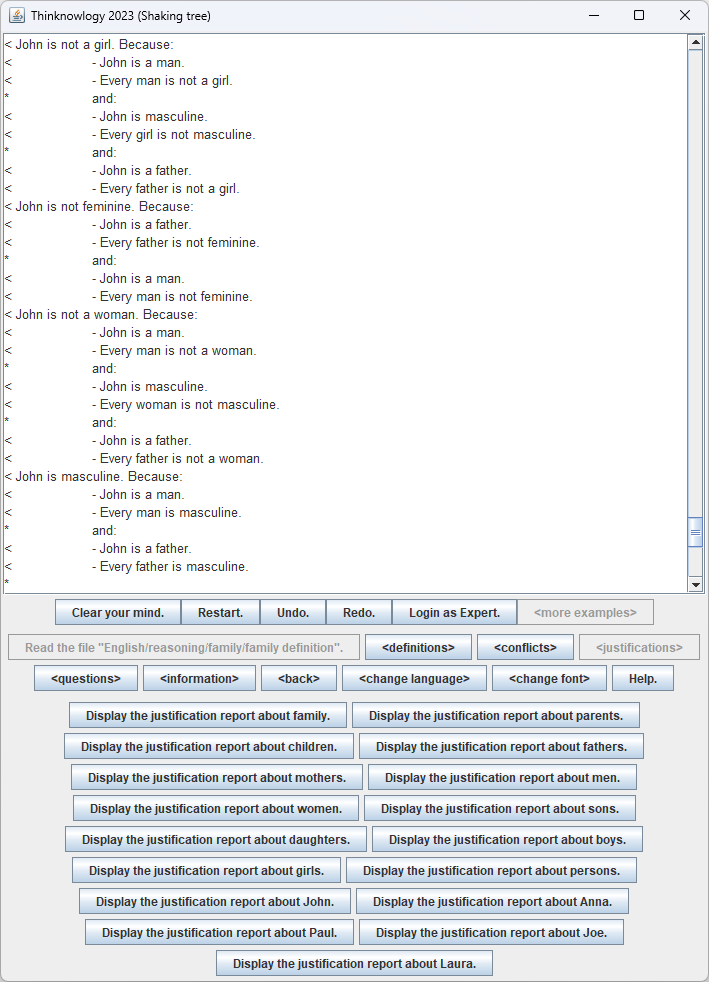 Thinknowlogy 2023 (Shaking tree)
< John is not a girl. Because:
< - John is a man.
< - Every man is not a girl.
* and:
< - John is masculine.
< - Every girl is not masculine.
* and:
< - John is a father.
< - Every father is not a girl.
< John is not feminine. Because:
< - John is a father.
< - Every father is not feminine.
* and:
< - John is a man.
< - Every man is not feminine.
< John is not a woman. Because:
< - John is a man.
< - Every man is not a woman.
* and:
< - John is masculine.
< - Every woman is not masculine.
* and:
< - John is a father.
< - Every father is not a woman.
< John is masculine. Because:
< - John is a man.
< - Every man is masculine.
* and:
< - John is a father.
< - Every father is masculine.
*
Clear your mind. Restart. Undo. Redo. Login as Expert. <more examples>
Read the file "English/reasoning/family/family definition". <definitions> <conflicts> <justifications>
<questions> <information> <back> <change language> <change font> Help.
Display the justification report about family. Display the justification report about parents.
Display the justification report about children. Display the justification report about fathers.
Display the justification report about mothers. Display the justification report about men.
Display the justification report about women. Display the justification report about sons.
Display the justification report about daughters. Display the justification report about boys.
Display the justification report about girls. Display the justification report about persons.
Display the justification report about John. Display the justification report about Anna.
Display the justification report about Paul. Display the justification report about Joe.
Display the justification report about Laura.